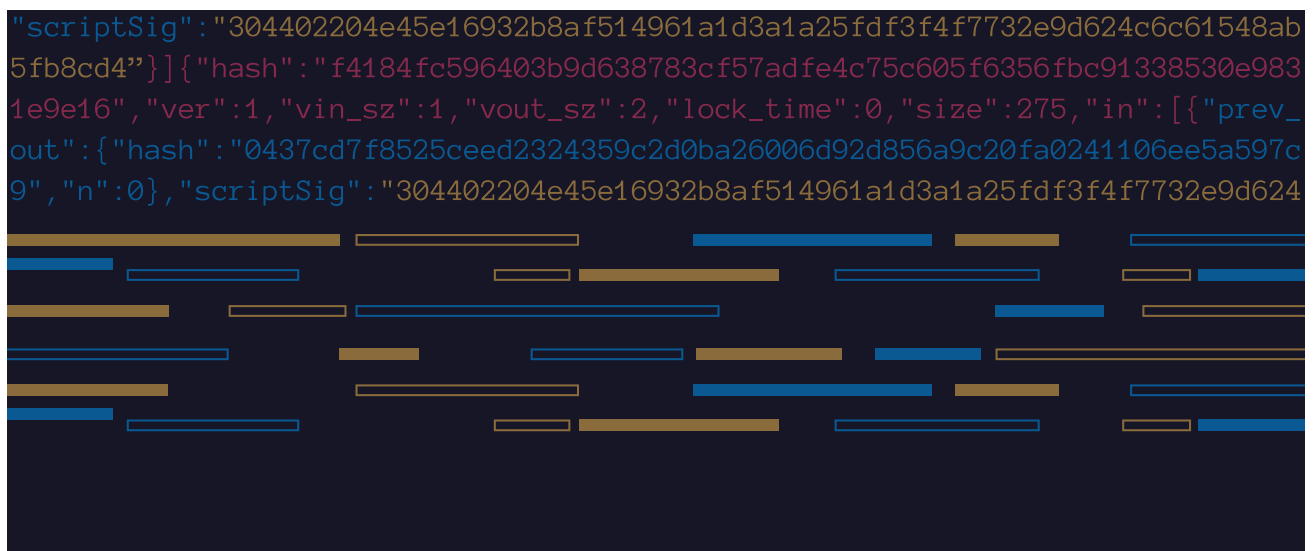 "scriptSig":"304402204e45e16932b8af514961a1d3a1a25fdf3f4f7732e9d624c6c61548ab
5fb8cd4”}]{"hash":"f4184fc596403b9d638783cf57adfe4c75c605f6356fbc91338530e983
1e9e16","ver":1,"vin_sz":1,"vout_sz":2,"lock_time":0,"size":275,"in":[{"prev_
out":{"hash":"0437cd7f8525ceed2324359c2d0ba26006d92d856a9c20fa0241106ee5a597c
9","n":0},"scriptSig":"304402204e45e16932b8af514961a1d3a1a25fdf3f4f7732e9d624